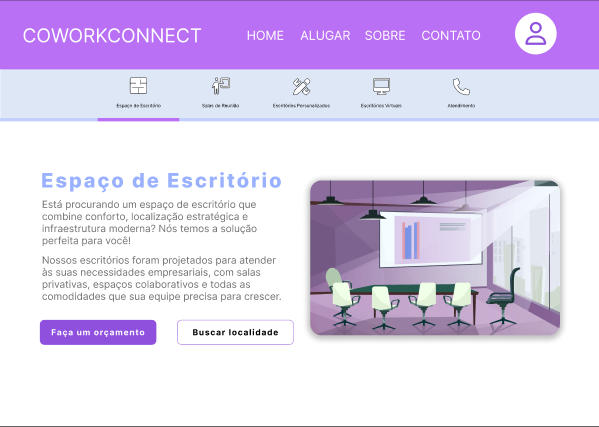 COWORKCONNECT
HOME ALUGAR SOBRE CONTATO
Espaço de Escritório
Salas de Reunião
Escritórios Personalizados
Escritórios Virtuais
Atendimento
Espaço de Escritório
Está procurando um espaço de escritório que
combine conforto, localização estratégica e
infraestrutura moderna? Nós temos a solução
perfeita para você!
Nossos escritórios foram projetados para atender
às suas necessidades empresariais, com salas
privativas, espaços colaborativos e todas as
comodidades que sua equipe precisa para crescer.
Faça um orçamento
Buscar localidade